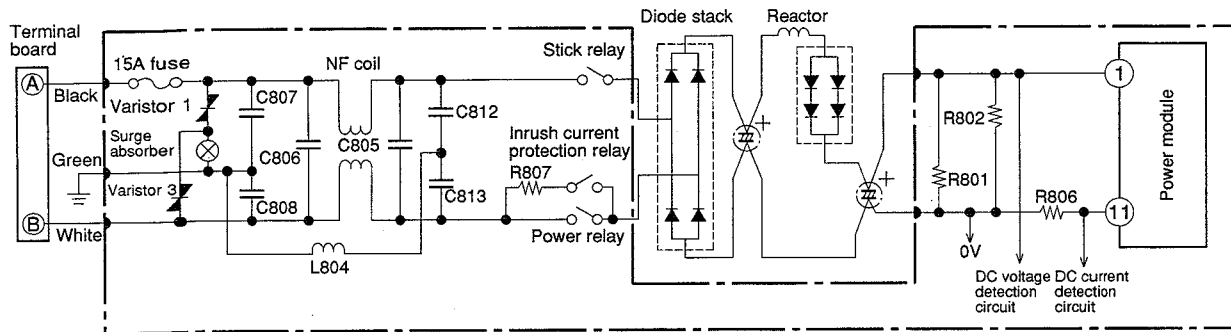 Terminal
board
A
Black
Green
B
White
15A fuse
Varistor 1
Surge
absorber
Varistor 3
C807
C808
C806
NF coil
C805
C812
C813
L804
Stick relay
Inrush current
protection relay
R807
Power relay
Diode stack
Reactor
+
+
R802
R801
R806
0V
DC voltage
detection
circuit
DC current
detection
circuit
1
11
Power module